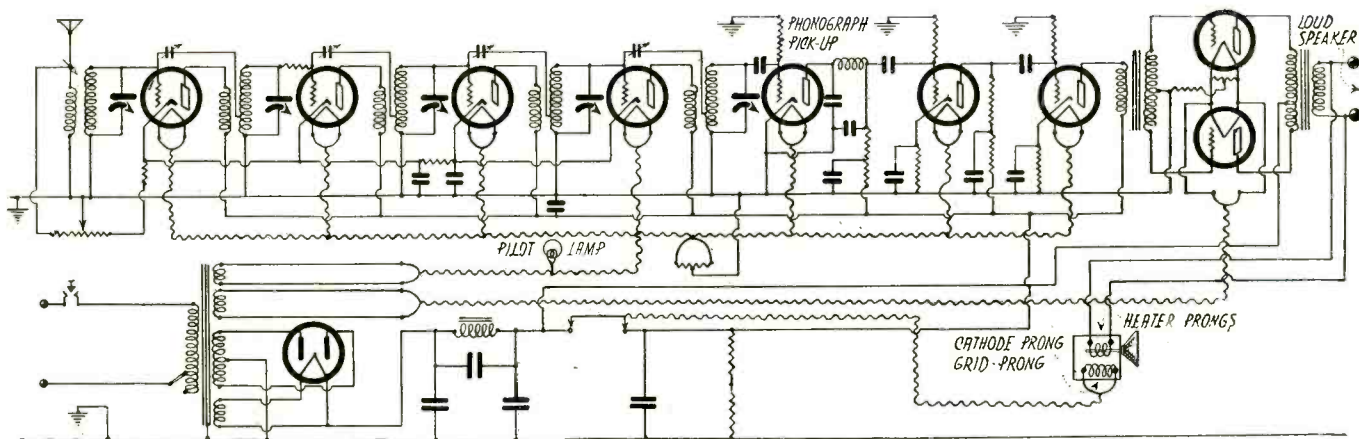 PHONOGRAPH
PICK-UP
LOUD
SPEAKER
PILOT LAMP
HEATER PRONGS
CATHODE PRONG
GRID-PRONG